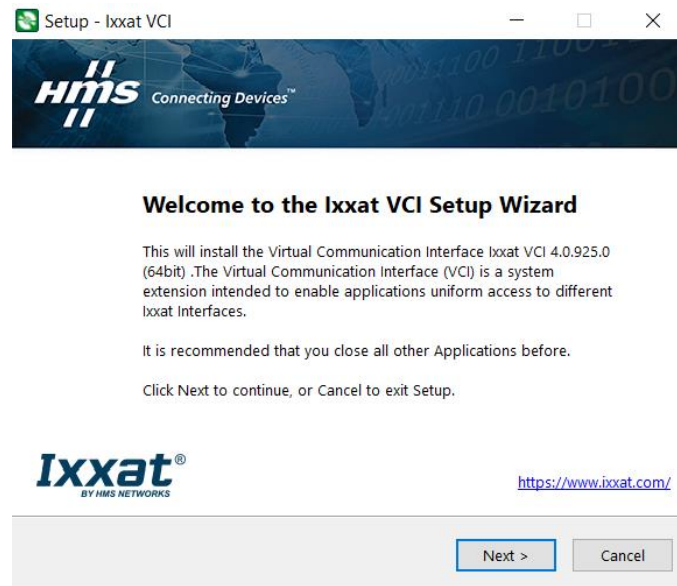 Setup - Ixxat VCI
HMS Connecting Devices™
Welcome to the Ixxat VCI Setup Wizard
This will install the Virtual Communication Interface Ixxat VCI 4.0.925.0
(64bit) .The Virtual Communication Interface (VCI) is a system
extension intended to enable applications uniform access to different
Ixxat Interfaces.
It is recommended that you close all other Applications before.
Click Next to continue, or Cancel to exit Setup.
Ixxat®
BY HMS NETWORKS
https://www.ixxat.com/
Next >
Cancel